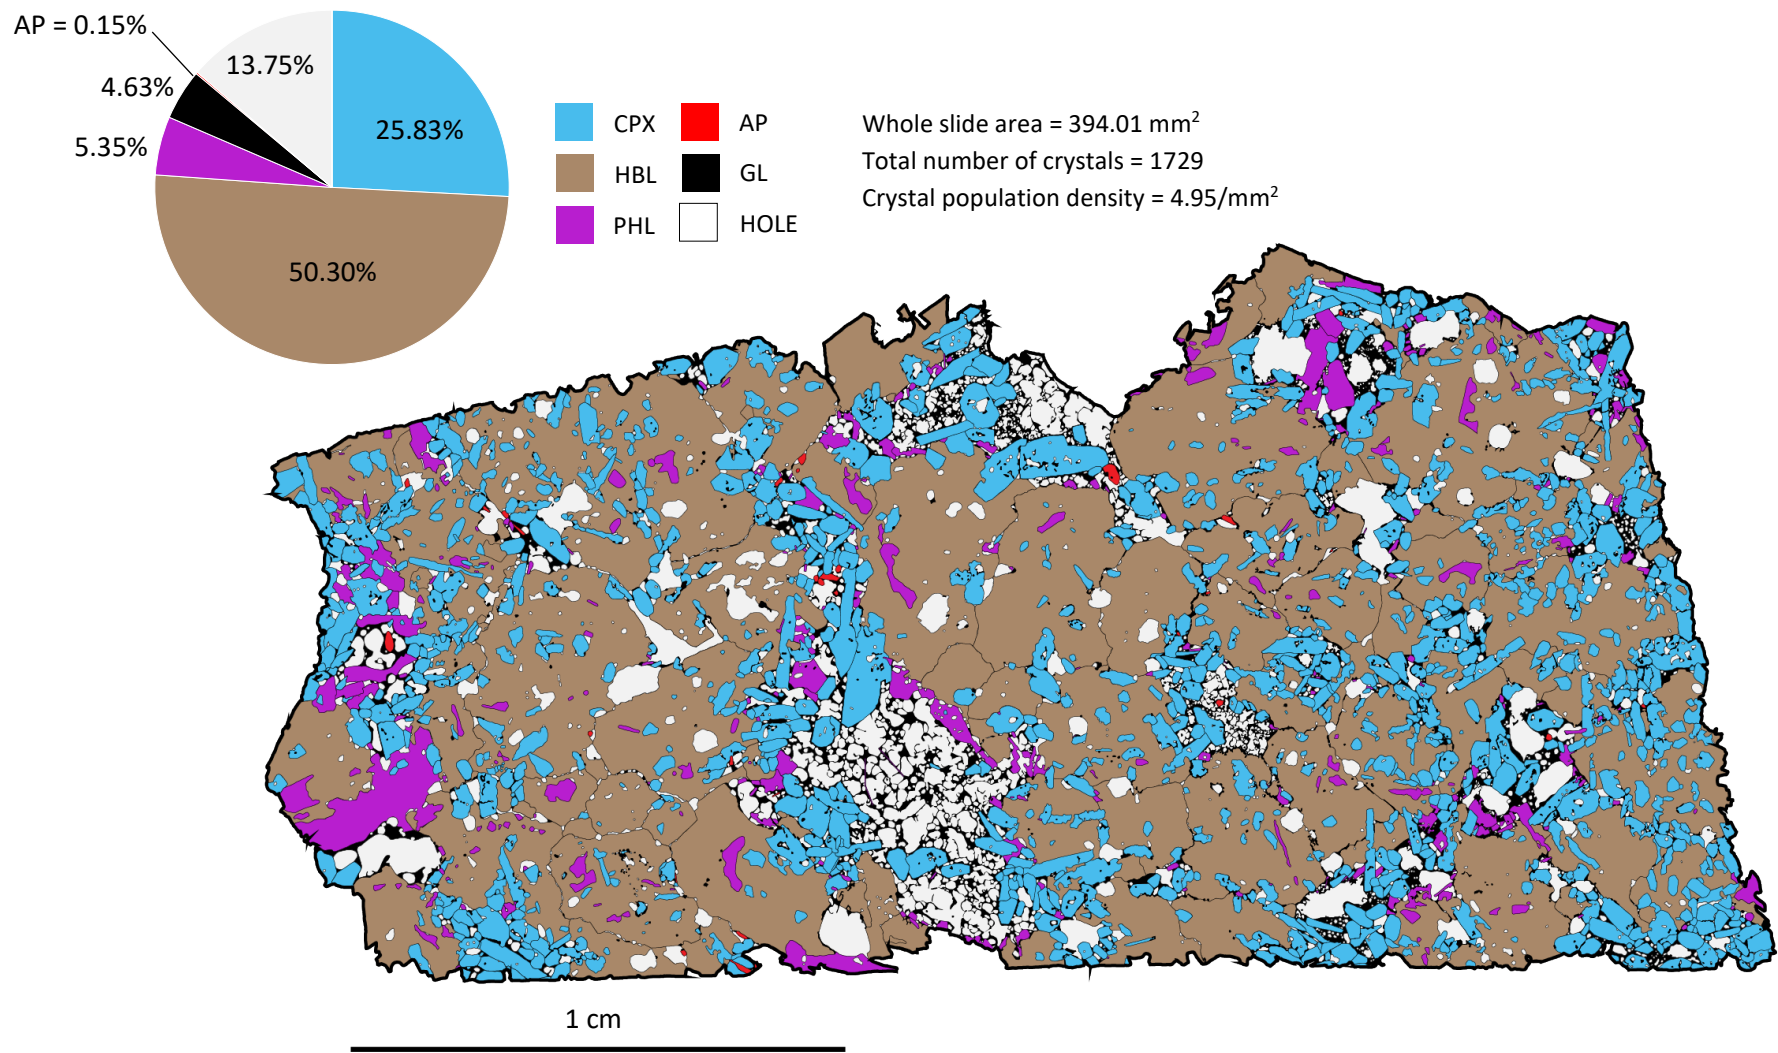 AP = 0.15%
13.75%
4.63%
25.83%
5.35%
50.30%
CPX
AP
HBL
GL
PHL
HOLE
Whole slide area = 394.01 mm²
Total number of crystals = 1729
Crystal population density = 4.95/mm²
1 cm